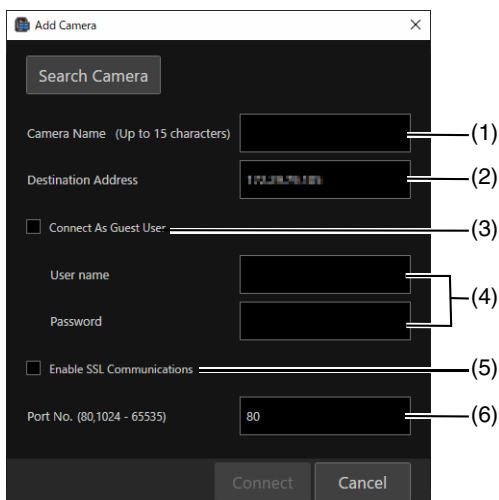 Add Camera
Search Camera
Camera Name (Up to 15 characters)
(1)
Destination Address
(2)
Connect As Guest User
(3)
User name
(4)
Password
Enable SSL Communications
(5)
Port No. (80,1024 - 65535)
80
(6)
Connect
Cancel